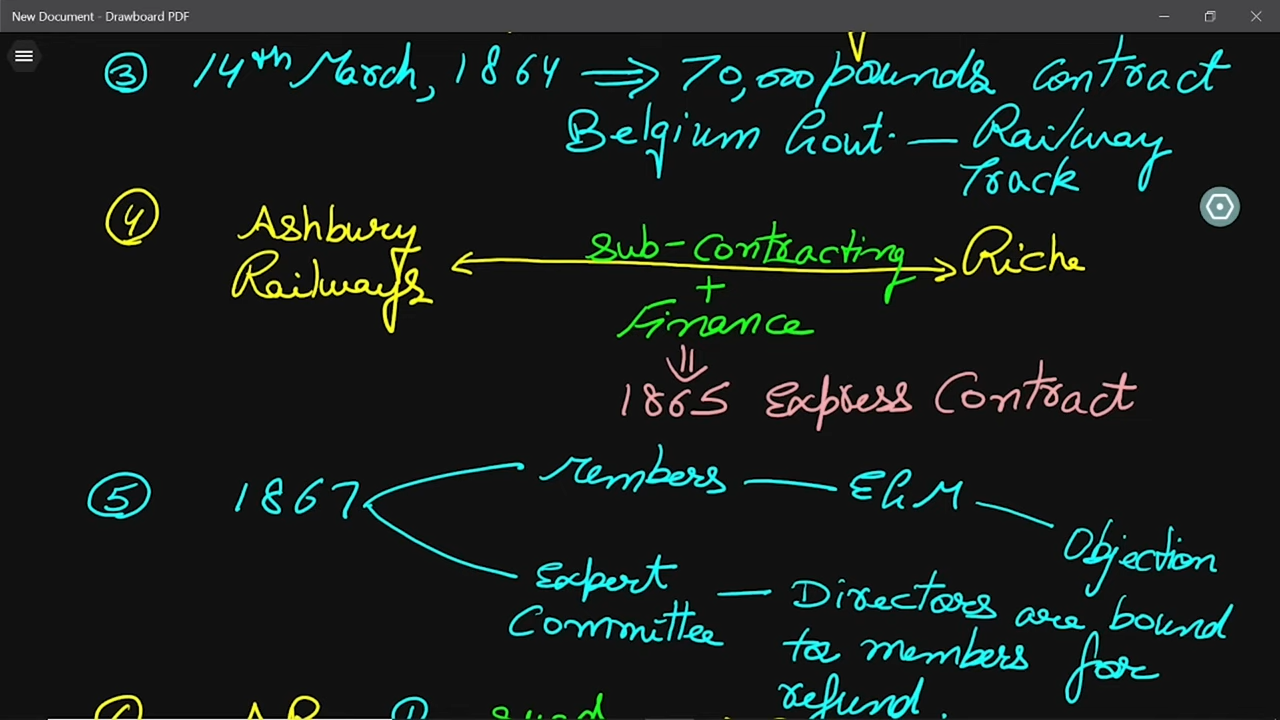 New Document - Drawboard PDF
③ 14th March, 1864 ⟹ 70,000 pounds contract
Belgium Govt. — Railway
Track
④ Ashbury
Railways
sub-contracting
Riche
+
Finance
1865 Express Contract
⑤ 1867
Members — EGM
Objection
Expert
Committee — Directors are bound
to members for
refund.